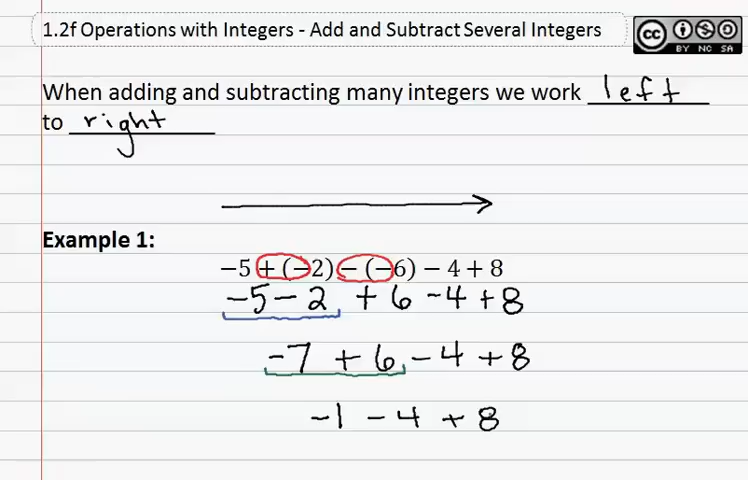 1.2f Operations with Integers - Add and Subtract Several Integers
cc BY NC SA
When adding and subtracting many integers we work left
to right
Example 1:
−5 + (−2) − (−6) − 4 + 8
-5 - 2 + 6 - 4 + 8
-7 + 6 - 4 + 8
-1 - 4 + 8